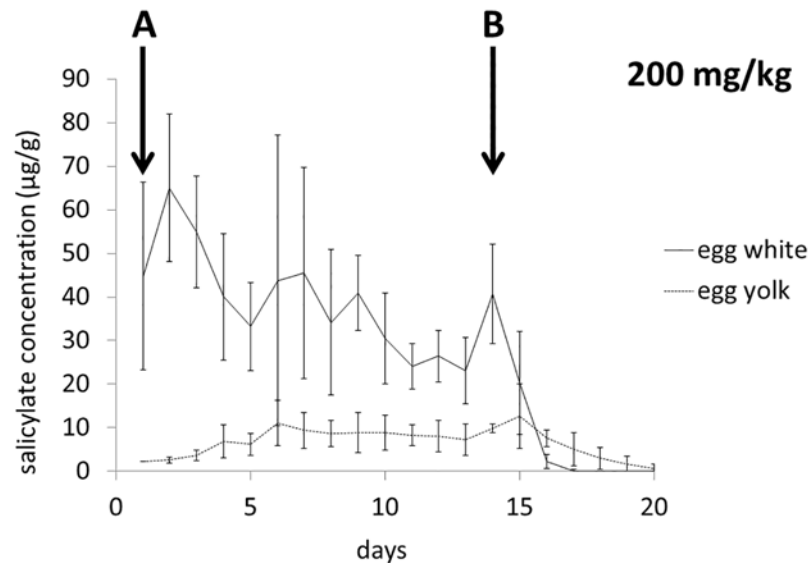 A B
200 mg/kg
90
80
70
60
50
40
30
20
10
0
salicylate concentration (µg/g)
egg white
egg yolk
0 5 10 15 20
days